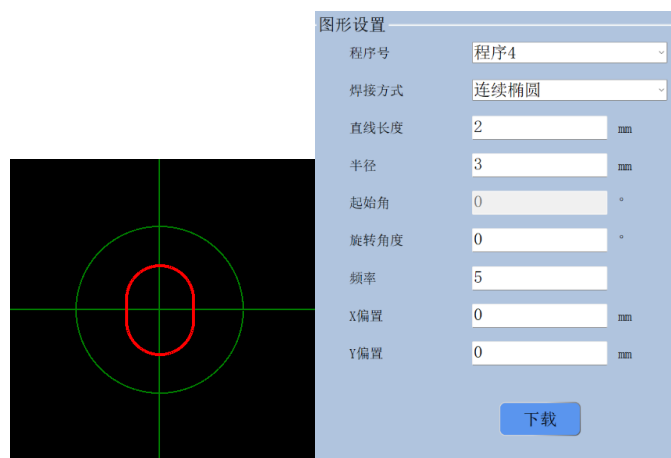 图形设置
程序号 程序4
焊接方式 连续椭圆
直线长度 2 mm
半径 3 mm
起始角 0 °
旋转角度 0 °
频率 5
X偏置 0 mm
Y偏置 0 mm
下载